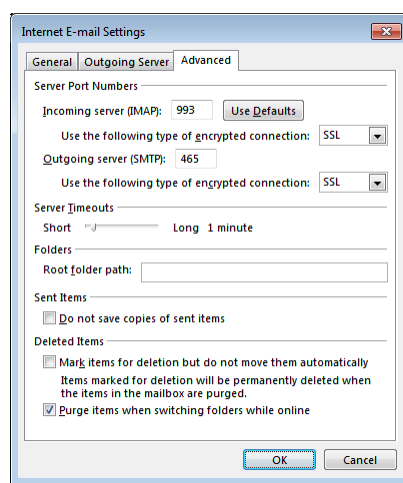 Internet E-mail Settings
General Outgoing Server Advanced
Server Port Numbers
Incoming server (IMAP): 993 Use Defaults
Use the following type of encrypted connection: SSL
Outgoing server (SMTP): 465
Use the following type of encrypted connection: SSL
Server Timeouts
Short Long 1 minute
Folders
Root folder path:
Sent Items
Do not save copies of sent items
Deleted Items
Mark items for deletion but do not move them automatically
Items marked for deletion will be permanently deleted when
the items in the mailbox are purged.
Purge items when switching folders while online
OK Cancel